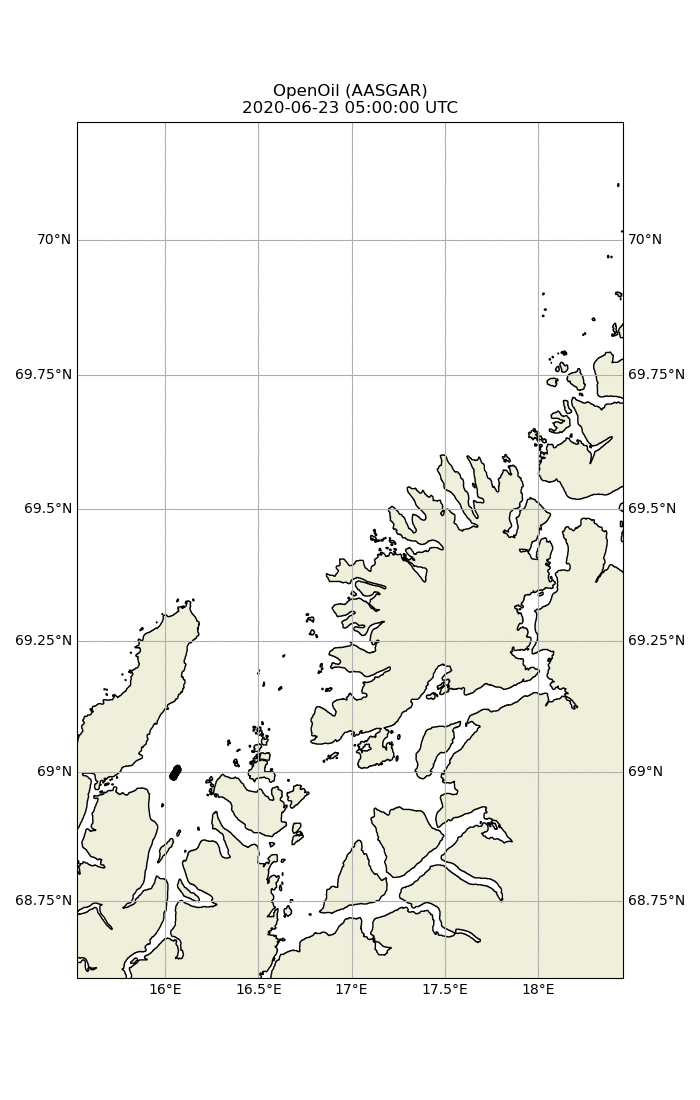 OpenOil (AASGAR)
2020-06-23 05:00:00 UTC
70°N 70°N
69.75°N 69.75°N
69.5°N 69.5°N
69.25°N 69.25°N
69°N 69°N
68.75°N 68.75°N
16°E 16.5°E 17°E 17.5°E 18°E